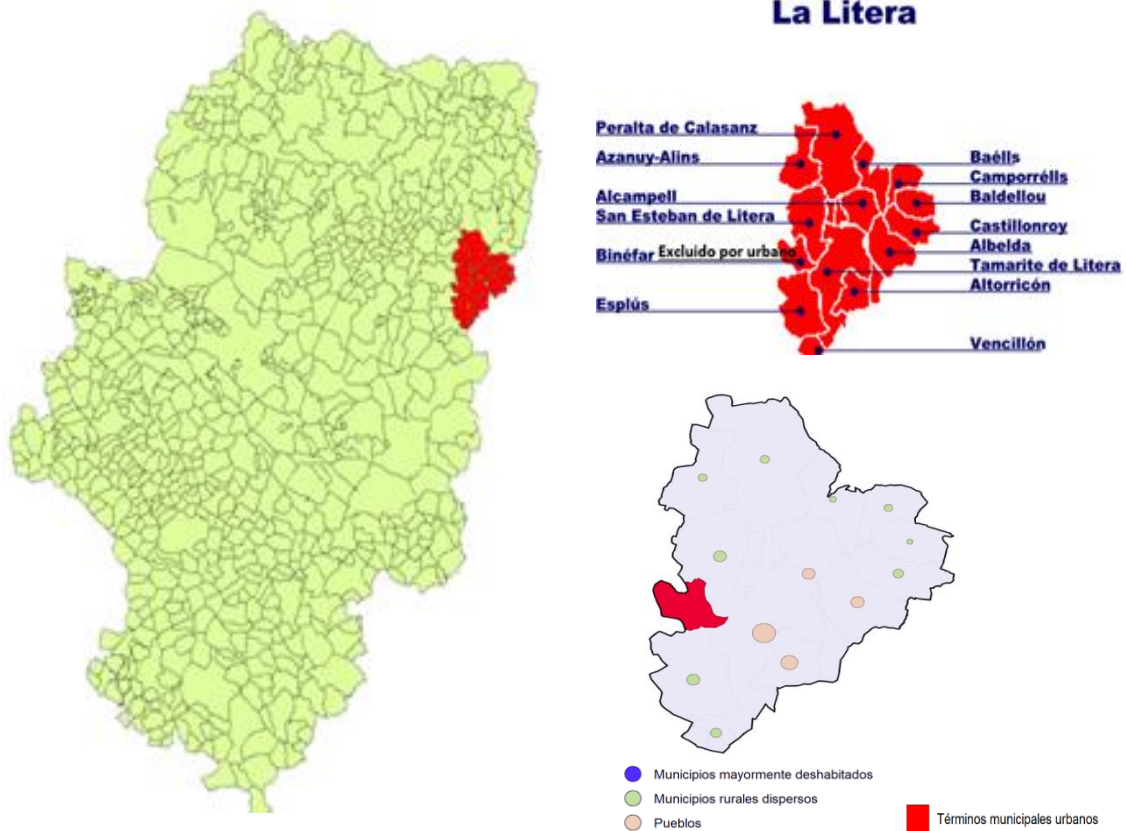 La Litera
Peralta de Calasanz
Azanuy-Alins
Alcampell
San Esteban de Litera
Binéfar Excluido por urbano
Esplús
Baélls
Camporrélls
Baldellou
Castillonroy
Albelda
Tamarite de Litera
Altorricón
Vencillón
Municipios mayormente deshabitados
Municipios rurales dispersos
Pueblos
Términos municipales urbanos